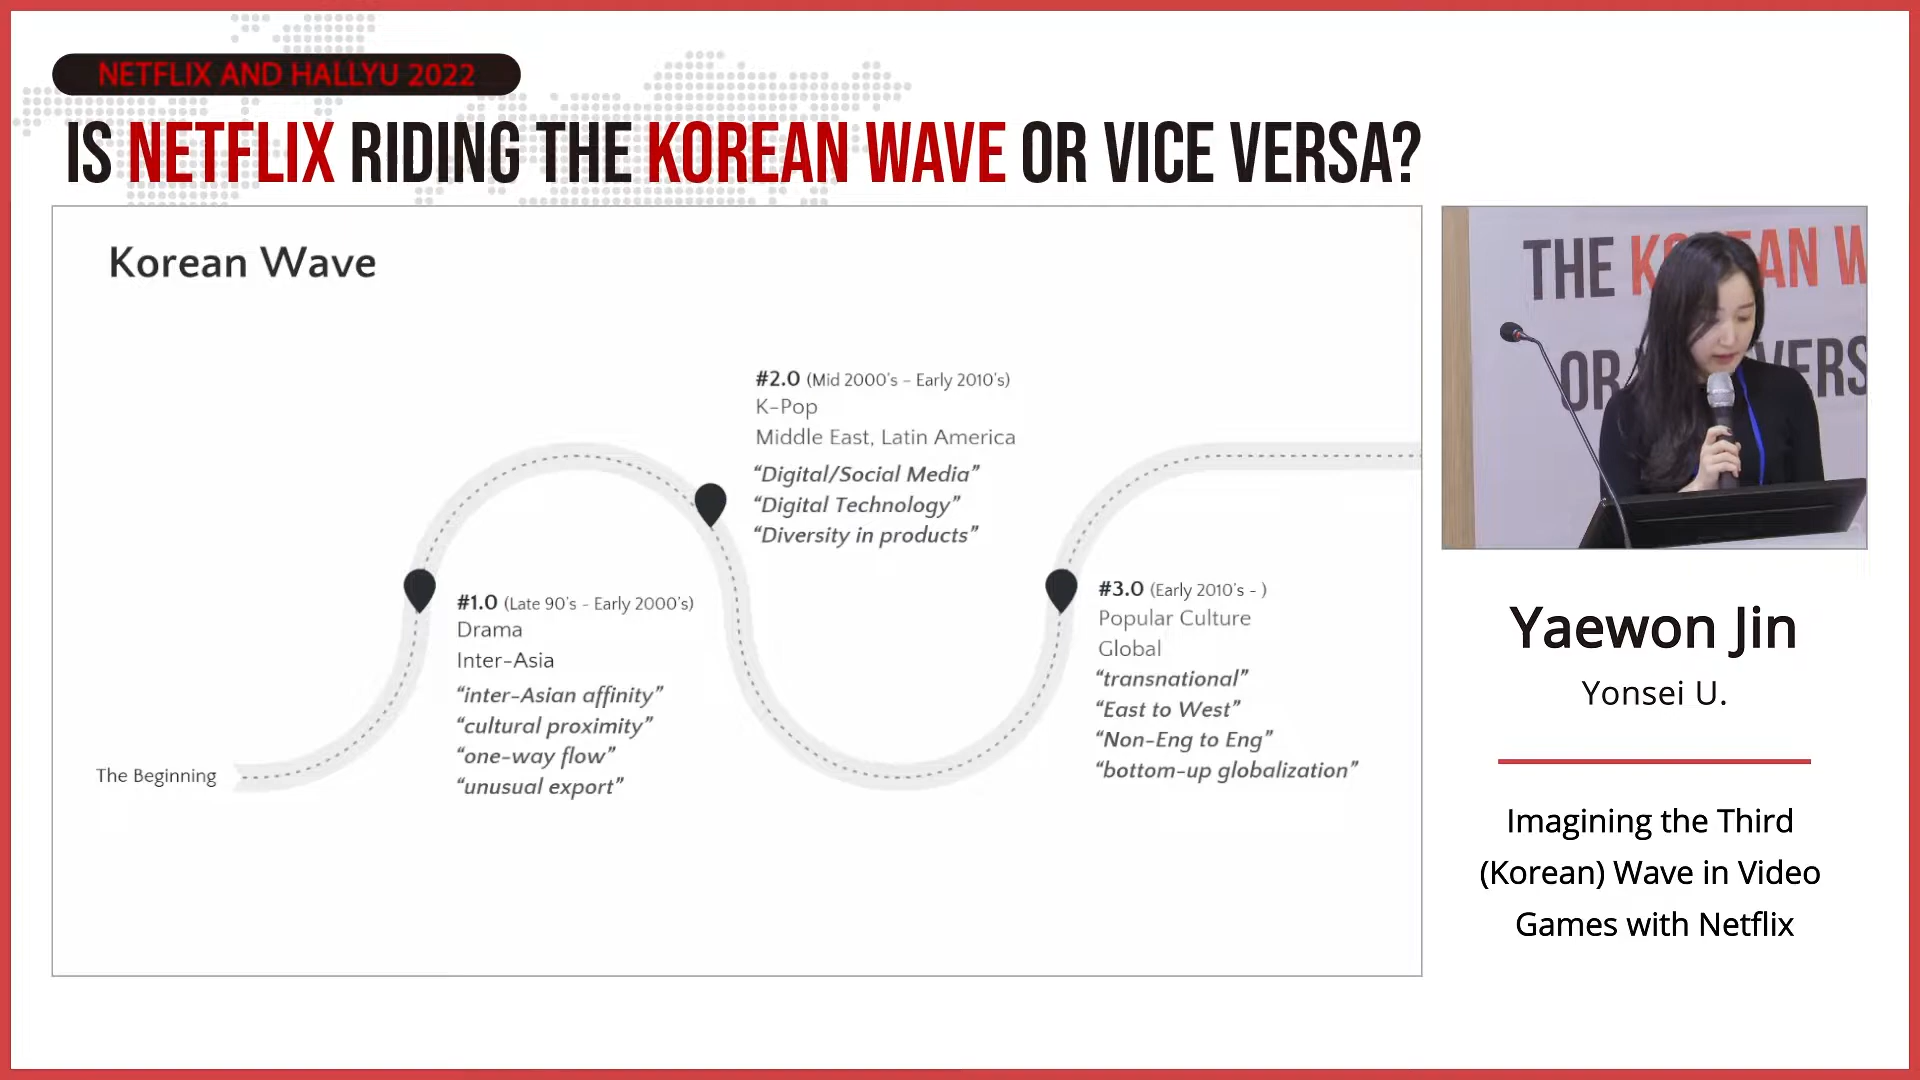 NETFLIX AND HALLYU 2022
IS NETFLIX RIDING THE KOREAN WAVE OR VICE VERSA?
Korean Wave
#2.0 (Mid 2000's – Early 2010's)
K-Pop
Middle East, Latin America
“Digital/Social Media”
“Digital Technology”
“Diversity in products”
#1.0 (Late 90's - Early 2000's)
Drama
Inter-Asia
“inter-Asian affinity”
“cultural proximity”
“one-way flow”
“unusual export”
#3.0 (Early 2010's - )
Popular Culture
Global
“transnational”
“East to West”
“Non-Eng to Eng”
“bottom-up globalization”
The Beginning
THE
OR
Yaewon Jin
Yonsei U.
Imagining the Third
(Korean) Wave in Video
Games with Netflix